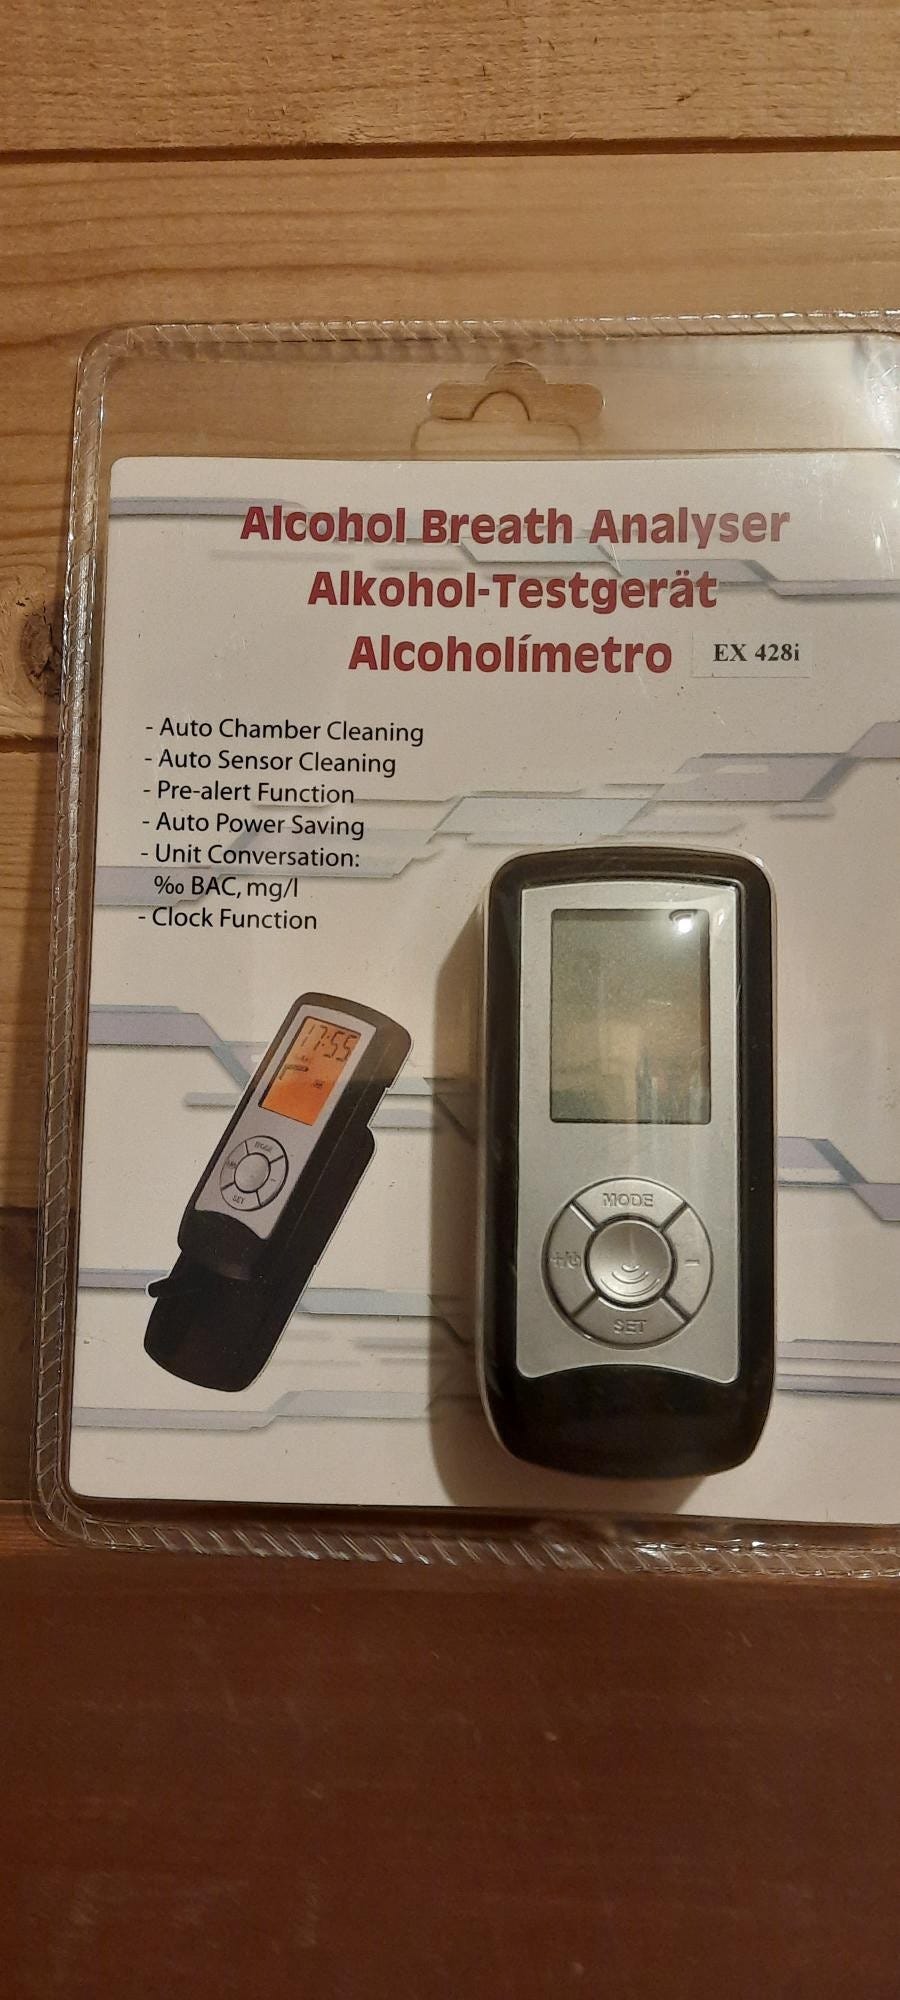 Alcohol Breath Analyser
Alkohol-Testgerät
Alcoholímetro EX 428i
- Auto Chamber Cleaning
- Auto Sensor Cleaning
- Pre-alert Function
- Auto Power Saving
- Unit Conversation:
‰ BAC, mg/l
- Clock Function
17:55
MODE
SET
MODE
+/⏻ −
SET